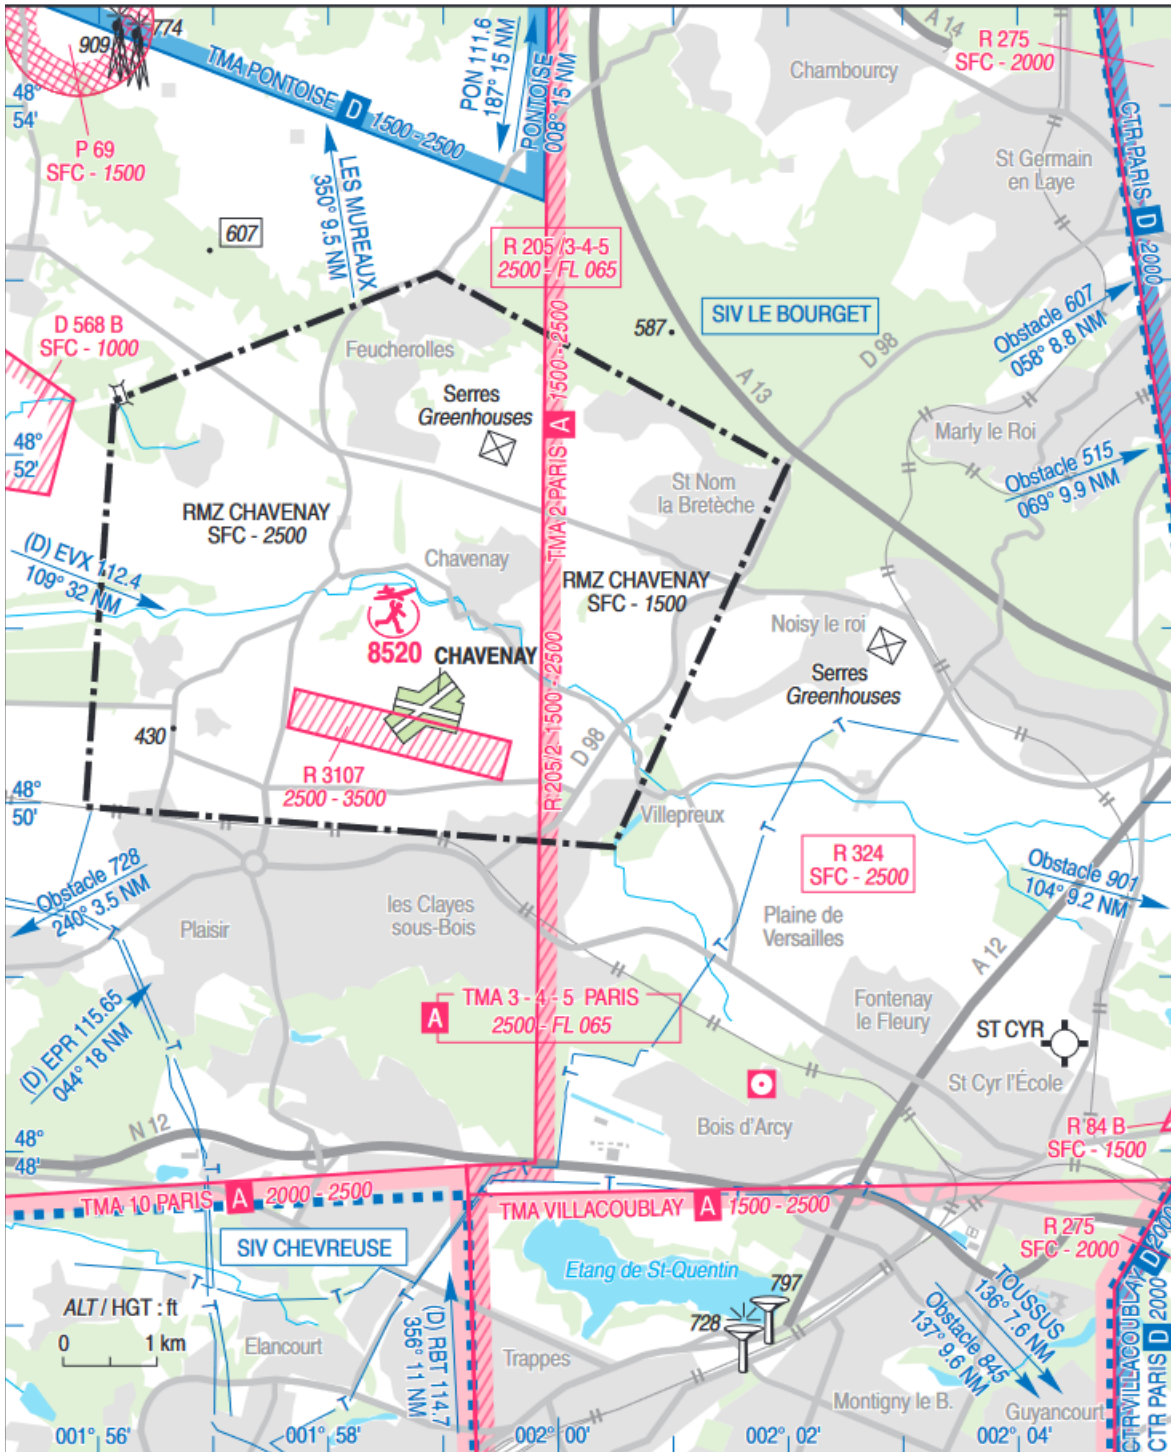 909
774
A 14
R 275
SFC - 2000
Chambourcy
TMA PONTOISE D 1500 - 2500
PON 111.6
187° 15 NM
PONTOISE
008° 15 NM
48°
54'
P 69
SFC - 1500
CTR PARIS D 2000
St Germain
en Laye
LES MUREAUX
350° 9.5 NM
607
R 205 /3-4-5
2500 - FL 065
SIV LE BOURGET
587
D 98
A 13
Obstacle 607
058° 8.8 NM
D 568 B
SFC - 1000
Feucherolles
Serres
Greenhouses
TMA 2 PARIS A 1500 - 2500
Marly le Roi
48°
52'
St Nom
la Bretèche
Obstacle 515
069° 9.9 NM
RMZ CHAVENAY
SFC - 2500
(D) EVX 112.4
109° 32 NM
Chavenay
RMZ CHAVENAY
SFC - 1500
Noisy le roi
8520
CHAVENAY
Serres
Greenhouses
R 205/2 1500 - 2500
430
D 98
R 3107
2500 - 3500
T
48°
50'
Villepreux
T
R 324
SFC - 2500
Obstacle 728
240° 3.5 NM
Obstacle 901
104° 9.2 NM
les Clayes
sous-Bois
Plaisir
Plaine de
Versailles
T
T
A 12
TMA 3 - 4 - 5 PARIS
A
2500 - FL 065
Fontenay
le Fleury
ST CYR
(D) EPR 115.65
044° 18 NM
T
T
St Cyr l'École
Bois d'Arcy
N 12
R 84 B
SFC - 1500
48°
48'
T
T
T
TMA 10 PARIS A 2000 - 2500
TMA VILLACOUBLAY A 1500 - 2500
SIV CHEVREUSE
R 275
SFC - 2000
Etang de St-Quentin
T
T
T
797
728
TOUSSUS
136° 7.6 NM
Obstacle 845
137° 9.6 NM
ALT / HGT : ft
0 1 km
(D) RBT 114.7
356° 11 NM
Elancourt
Trappes
Montigny le B.
Guyancourt
CTR VILLACOUBLAY D 2000
CTR PARIS D 2000
001° 56'
001° 58'
002° 00'
002° 02'
002° 04'